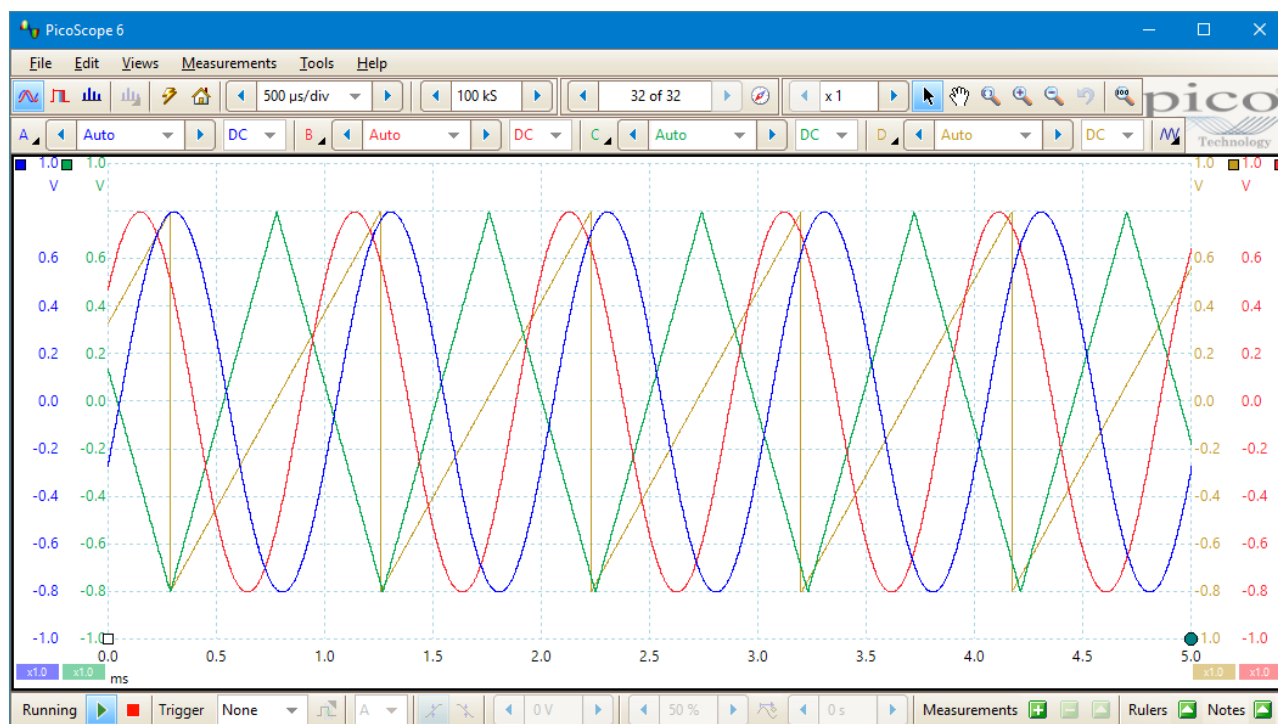 PicoScope 6
File Edit Views Measurements Tools Help
500 µs/div 100 kS 32 of 32 x 1 pico
A Auto DC B Auto DC C Auto DC D Auto DC Technology
1.0 1.0 1.0 1.0
V V V V
0.6 0.6 0.6 0.6
0.4 0.4 0.4 0.4
0.2 0.2 0.2 0.2
0.0 0.0 0.0 0.0
-0.2 -0.2 -0.2 -0.2
-0.4 -0.4 -0.4 -0.4
-0.6 -0.6 -0.6 -0.6
-0.8 -0.8 -0.8 -0.8
-1.0 -1.0 1.0 -1.0
0.0 0.5 1.0 1.5 2.0 2.5 3.0 3.5 4.0 4.5 5.0
x1.0 x1.0 ms x1.0 x1.0
Running Trigger None A 0 V 50 % 0 s Measurements Rulers Notes